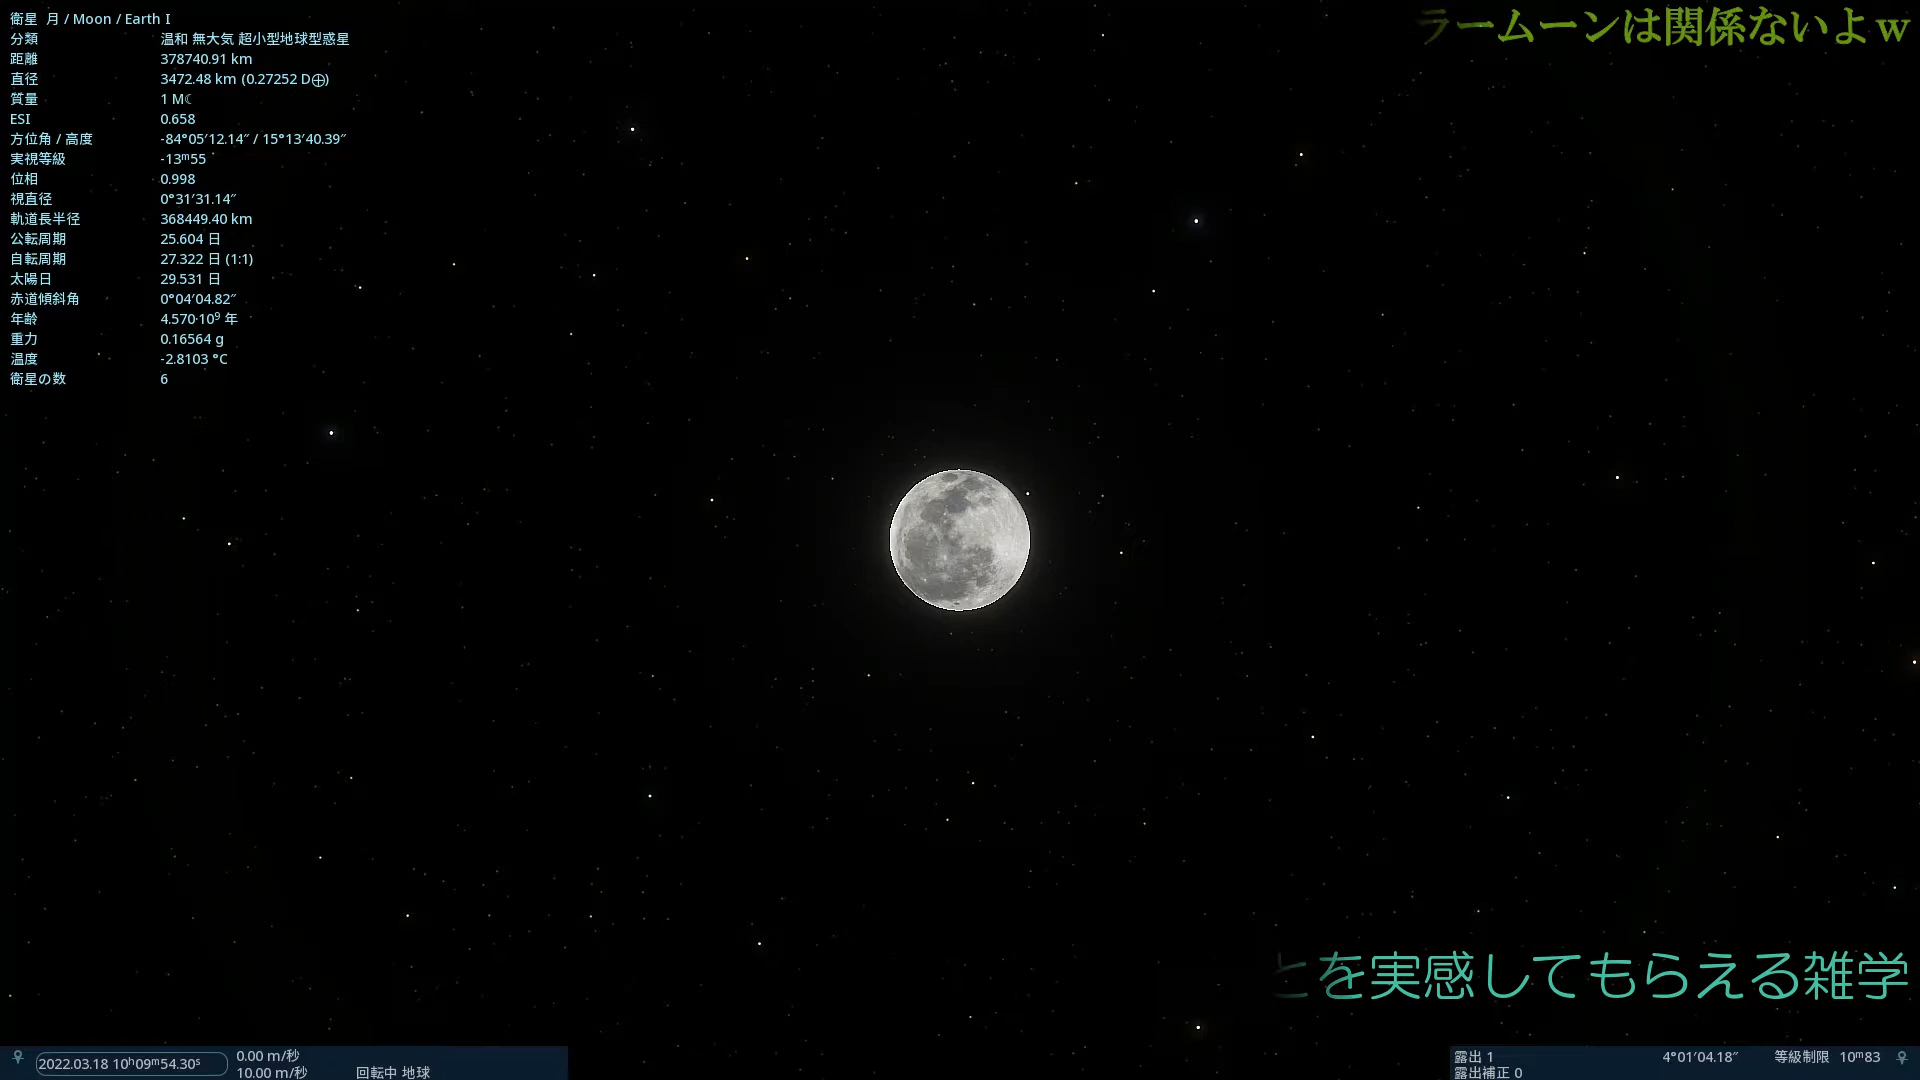 衛星 月 / Moon / Earth I
分類 温和 無大気 超小型地球型惑星
距離 378740.91 km
直径 3472.48 km (0.27252 D⊕)
質量 1 M☾
ESI 0.658
方位角 / 高度 -84°05′12.14″ / 15°13′40.39″
実視等級 -13ᵐ55
位相 0.998
視直径 0°31′31.14″
軌道長半径 368449.40 km
公転周期 25.604 日
自転周期 27.322 日 (1:1)
太陽日 29.531 日
赤道傾斜角 0°04′04.82″
年齢 4.570·10⁹ 年
重力 0.16564 g
温度 -2.8103 °C
衛星の数 6
ラームーンは関係ないよｗ
とを実感してもらえる雑学
2022.03.18 10ʰ09ᵐ54.30ˢ
0.00 m/秒
10.00 m/秒 回転中 地球
露出 1 4°01′04.18″ 等級制限 10ᵐ83
露出補正 0